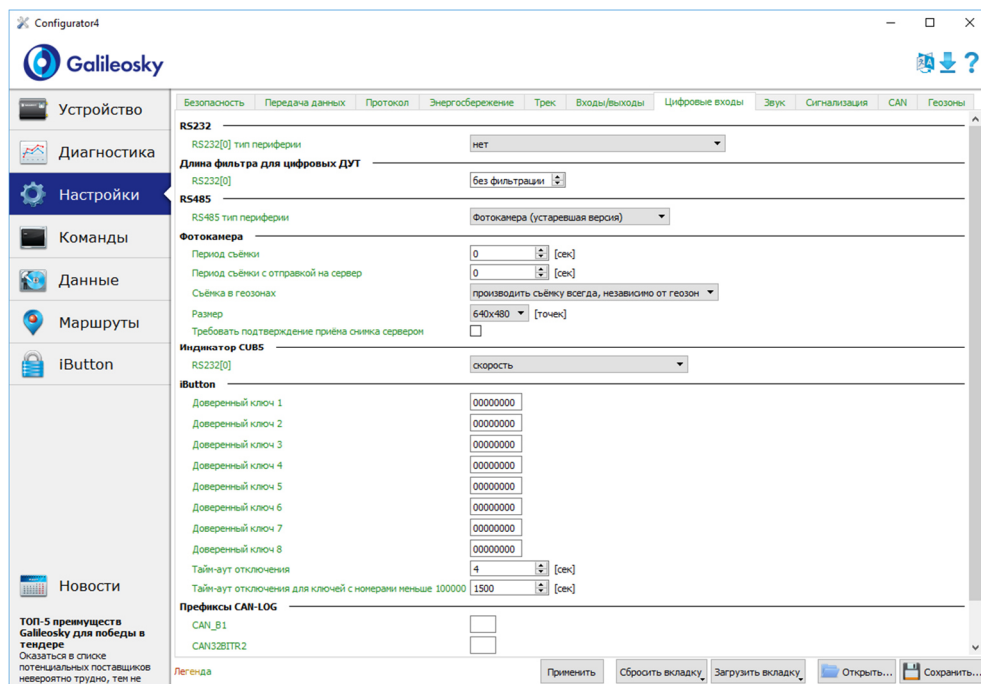 Configurator4
Galileosky
Устройство
Диагностика
Настройки
Команды
Данные
Маршруты
iButton
Новости
ТОП-5 преимуществ
Galileosky для победы в
тендере
Оказаться в списке
потенциальных поставщиков
невероятно трудно, тем не
Безопасность Передача данных Протокол Энергосбережение Трек Входы/выходы Цифровые входы Звук Сигнализация CAN Геозоны
RS232
RS232[0] тип периферии нет
Длина фильтра для цифровых ДУТ
RS232[0] без фильтрации
RS485
RS485 тип периферии Фотокамера (устаревшая версия)
Фотокамера
Период съёмки 0 [сек]
Период съёмки с отправкой на сервер 0 [сек]
Съёмка в геозонах производить съёмку всегда, независимо от геозон
Размер 640x480 [точек]
Требовать подтверждение приёма снимка сервером
Индикатор CUB5
RS232[0] скорость
iButton
Доверенный ключ 1 00000000
Доверенный ключ 2 00000000
Доверенный ключ 3 00000000
Доверенный ключ 4 00000000
Доверенный ключ 5 00000000
Доверенный ключ 6 00000000
Доверенный ключ 7 00000000
Доверенный ключ 8 00000000
Тайм-аут отключения 4 [сек]
Тайм-аут отключения для ключей с номерами меньше 100000 1500 [сек]
Префиксы CAN-LOG
CAN_B1
CAN32BITR2
Легенда Применить Сбросить вкладку Загрузить вкладку Открыть... Сохранить...